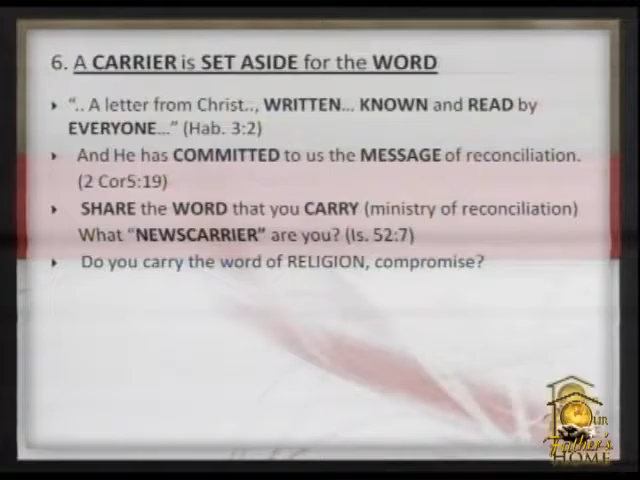 6. A CARRIER is SET ASIDE for the WORD
".. A letter from Christ.., WRITTEN... KNOWN and READ by
EVERYONE..." (Hab. 3:2)
And He has COMMITTED to us the MESSAGE of reconciliation.
(2 Cor5:19)
SHARE the WORD that you CARRY (ministry of reconciliation)
What "NEWSCARRIER" are you? (Is. 52:7)
Do you carry the word of RELIGION, compromise?
OUR
Father's
HOME